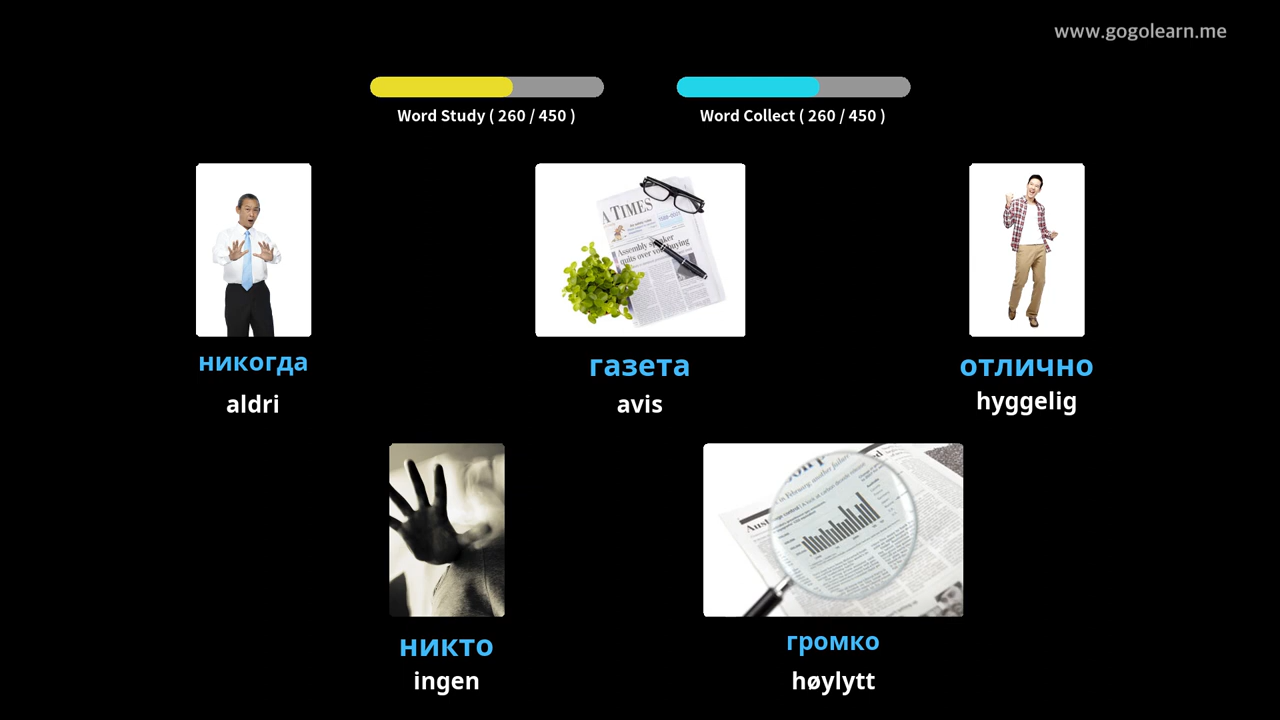 www.gogolearn.me
Word Study ( 260 / 450 )
Word Collect ( 260 / 450 )
A TIMES
никогда
газета
отлично
aldri
avis
hyggelig
никто
громко
ingen
høylytt